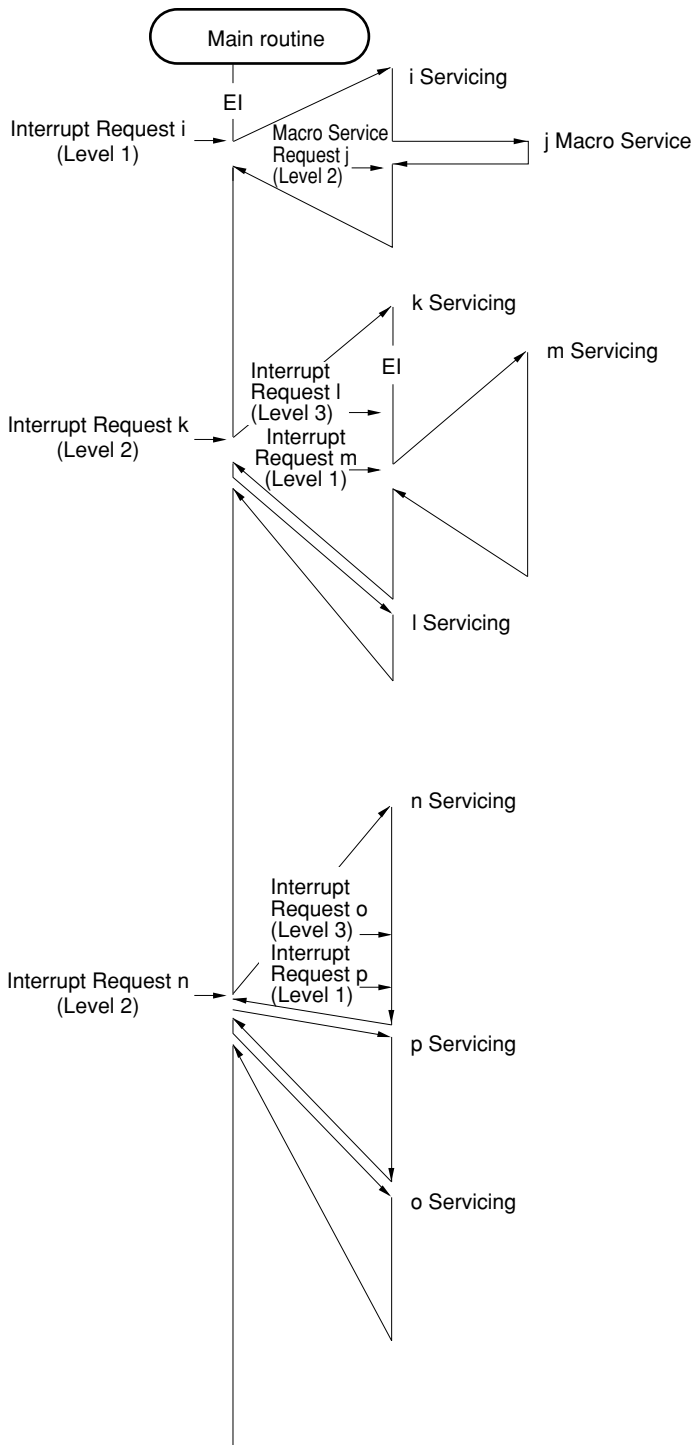 Main routine
i Servicing
EI
Interrupt Request i
(Level 1)
Macro Service
Request j
(Level 2)
j Macro Service
k Servicing
m Servicing
EI
Interrupt
Request l
(Level 3)
Interrupt Request k
(Level 2)
Interrupt
Request m
(Level 1)
l Servicing
n Servicing
Interrupt
Request o
(Level 3)
Interrupt
Request p
(Level 1)
Interrupt Request n
(Level 2)
p Servicing
o Servicing